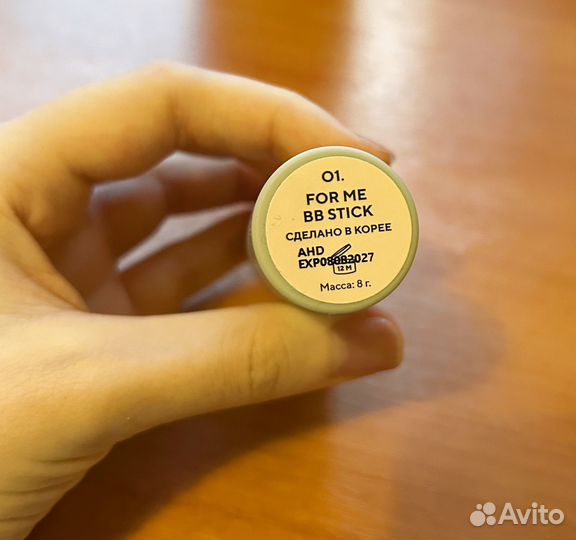 01.
FOR ME
BB STICK
СДЕЛАНО В КОРЕЕ
AHD
EXP08082027
12 M
Масса: 8 г.
Avito